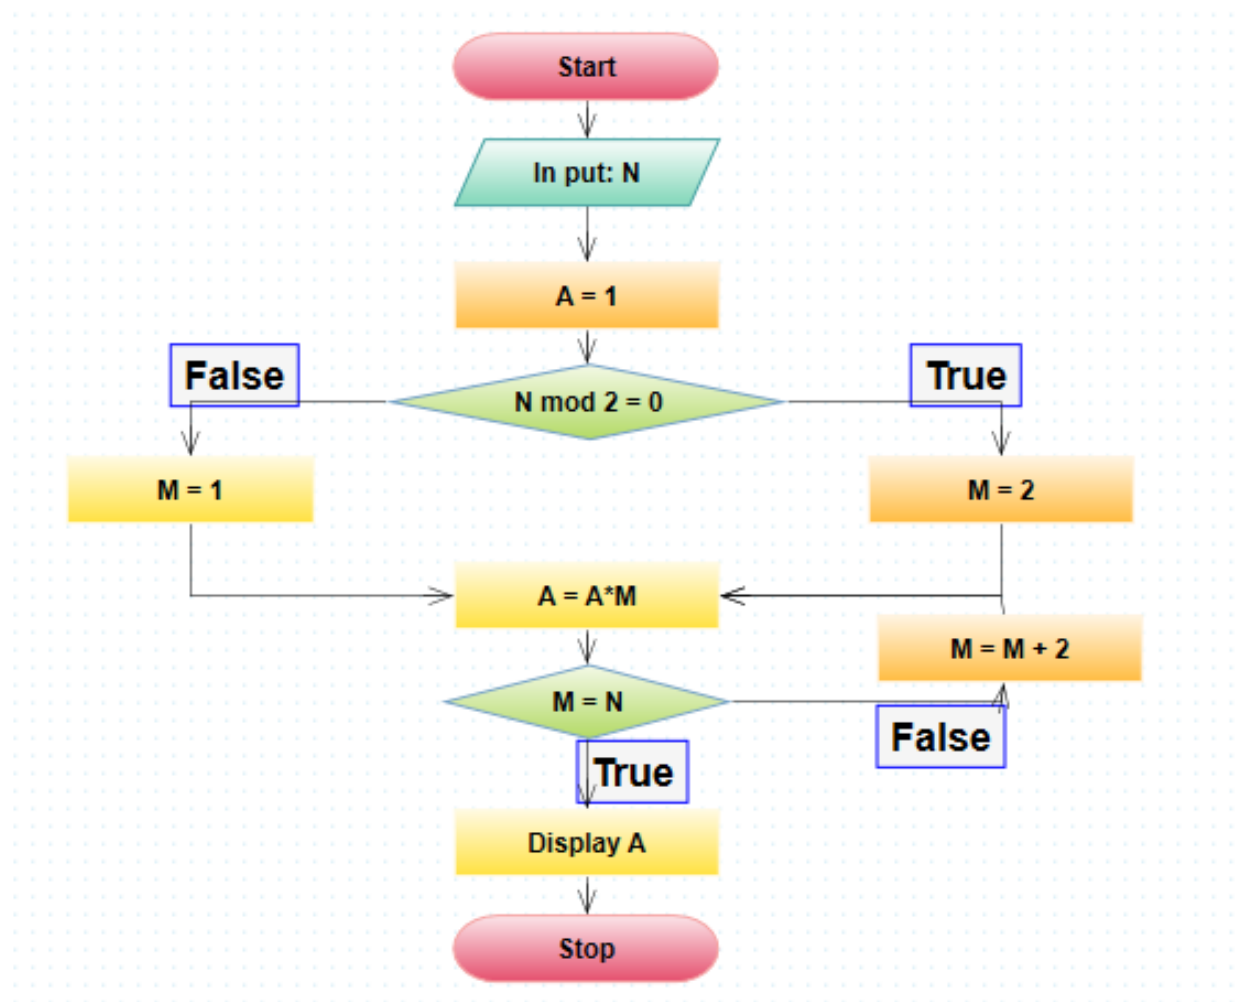 Start
In put: N
A = 1
False
True
N mod 2 = 0
M = 1
M = 2
A = A*M
M = M + 2
M = N
False
True
Display A
Stop